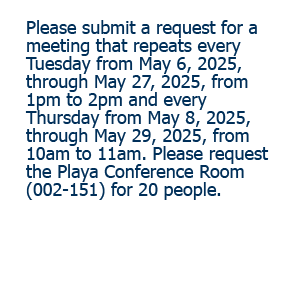 Please submit a request for a
meeting that repeats every
Tuesday from May 6, 2025,
through May 27, 2025, from
1pm to 2pm and every
Thursday from May 8, 2025,
through May 29, 2025, from
10am to 11am. Please request
the Playa Conference Room
(002-151) for 20 people.